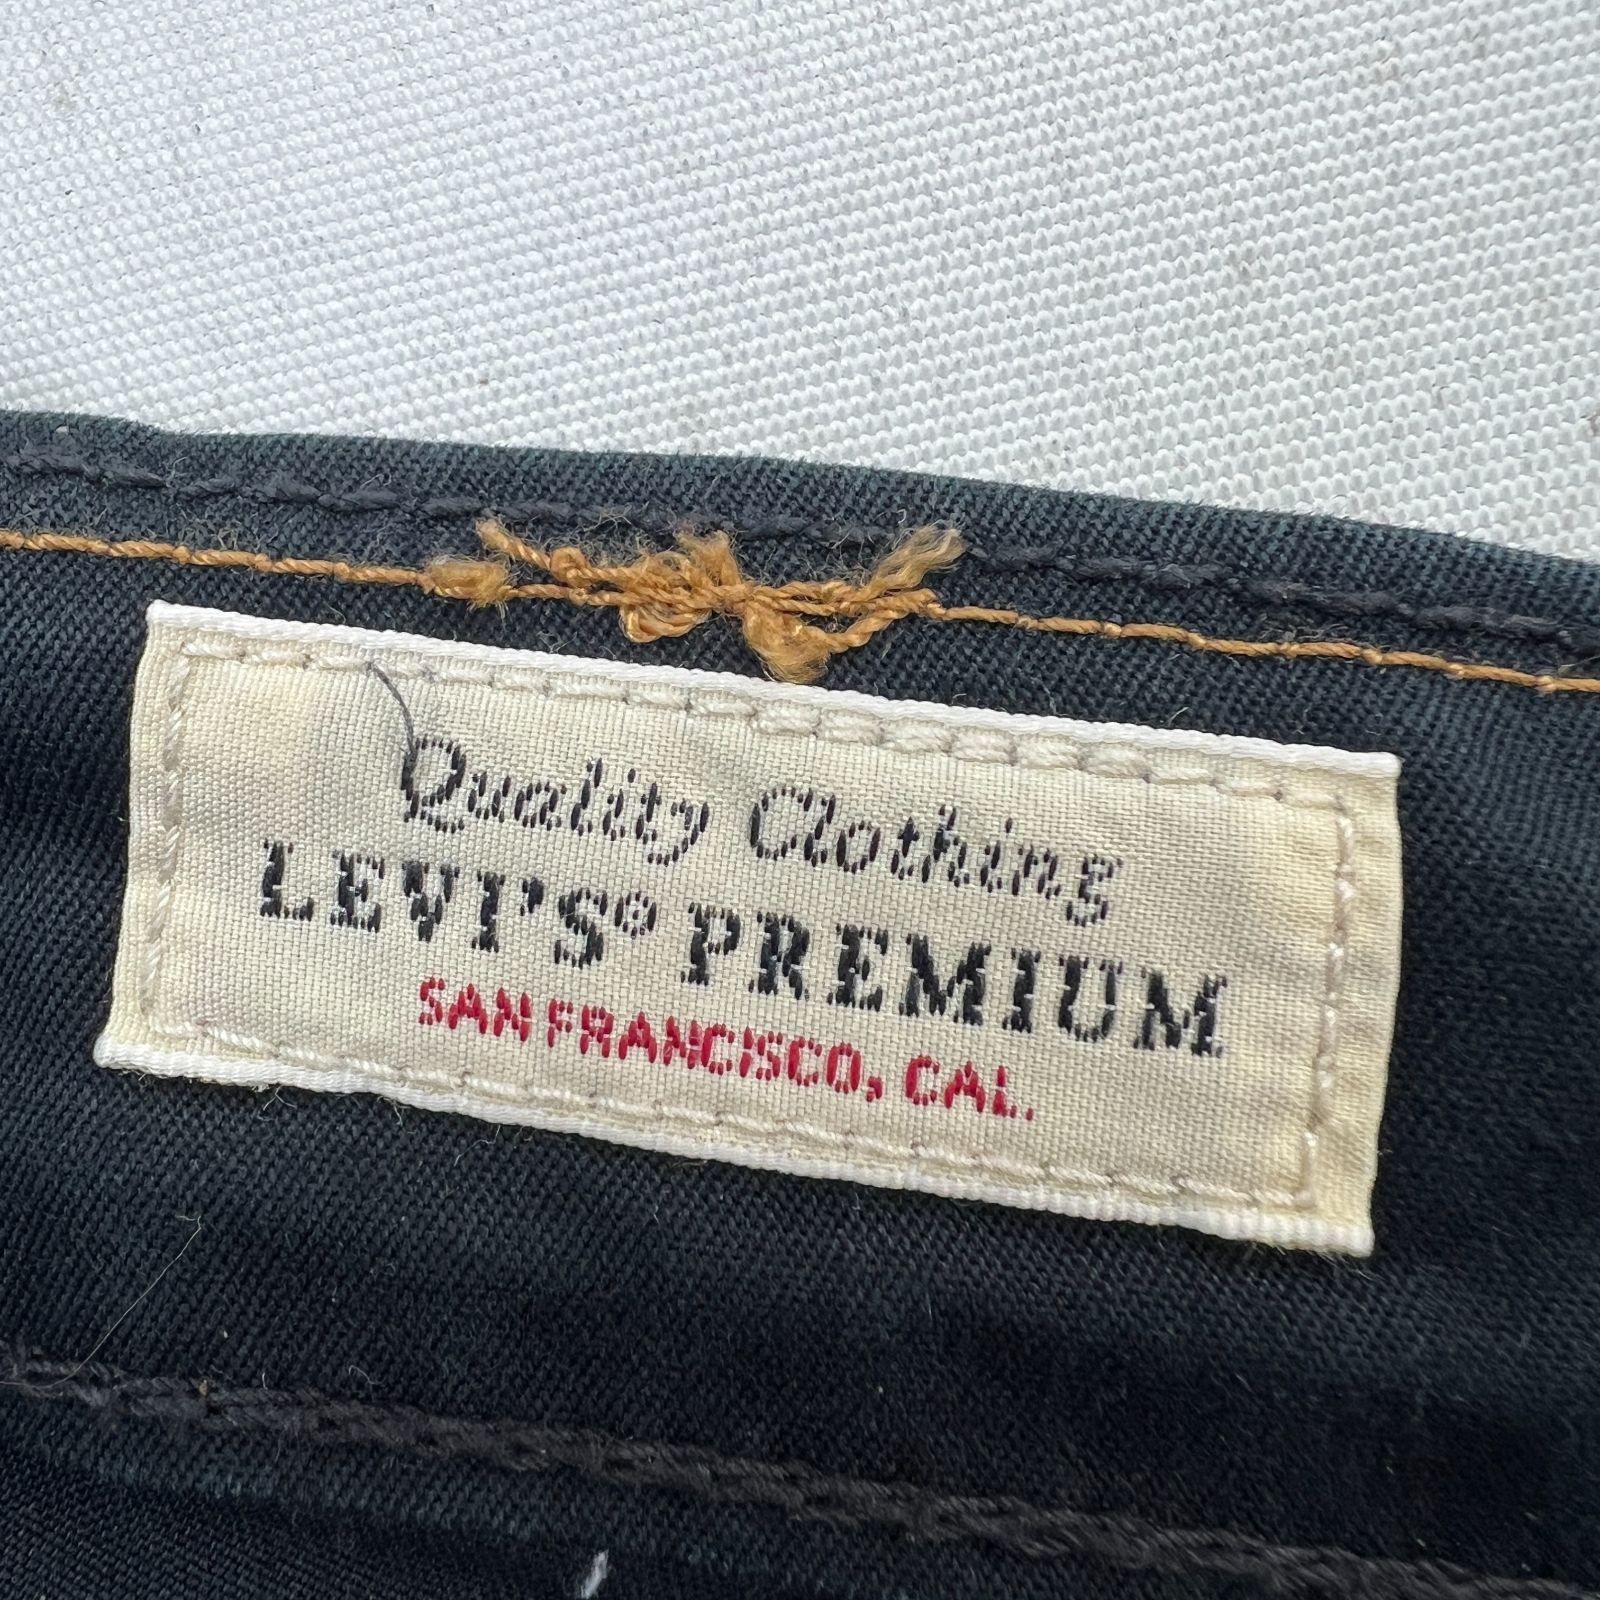 Quality Clothing
LEVI'S® PREMIUM
SAN FRANCISCO, CAL.